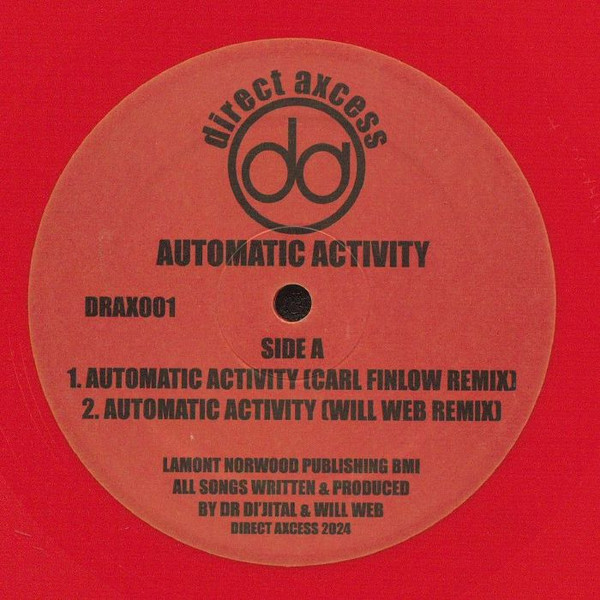 direct axcess
da
AUTOMATIC ACTIVITY
DRAX001
SIDE A
1. AUTOMATIC ACTIVITY (CARL FINLOW REMIX)
2. AUTOMATIC ACTIVITY (WILL WEB REMIX)
LAMONT NORWOOD PUBLISHING BMI
ALL SONGS WRITTEN & PRODUCED
BY DR DI'JITAL & WILL WEB
DIRECT AXCESS 2024